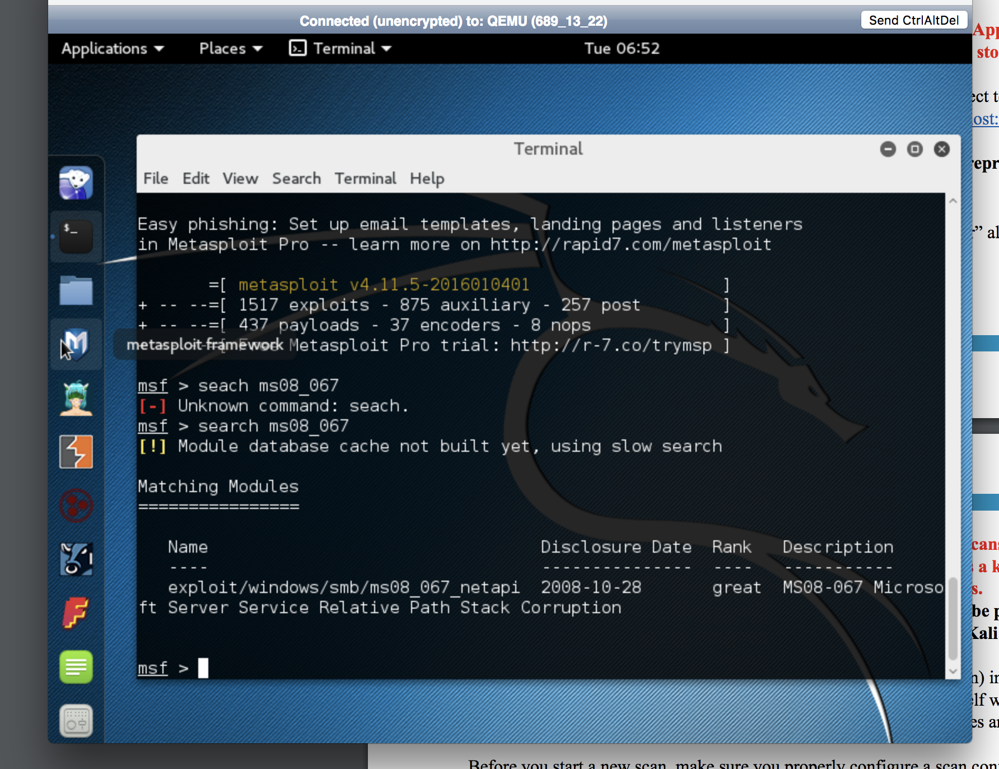 Connected (unencrypted) to: QEMU (689_13_22)
Send CtrlAltDel
Applications
Places
Terminal
Tue 06:52
Terminal
File Edit View Search Terminal Help
Easy phishing: Set up email templates, landing pages and listeners
in Metasploit Pro -- learn more on http://rapid7.com/metasploit
=[ metasploit v4.11.5-2016010401 ]
+ -- --=[ 1517 exploits - 875 auxiliary - 257 post ]
+ -- --=[ 437 payloads - 37 encoders - 8 nops ]
metasploit framework
Metasploit Pro trial: http://r-7.co/trymsp ]
msf > seach ms08_067
[-] Unknown command: seach.
msf > search ms08_067
[!] Module database cache not built yet, using slow search
Matching Modules
================
Name Disclosure Date Rank Description
---- --------------- ---- -----------
exploit/windows/smb/ms08_067_netapi 2008-10-28 great MS08-067 Microso
ft Server Service Relative Path Stack Corruption
msf >
$_
App
sto
ect t
ost:
repr
r” al
cans
a k
s.
be p
Kali
n) in
elf w
es a
Before you start a new scan, make sure you properly configure a scan con